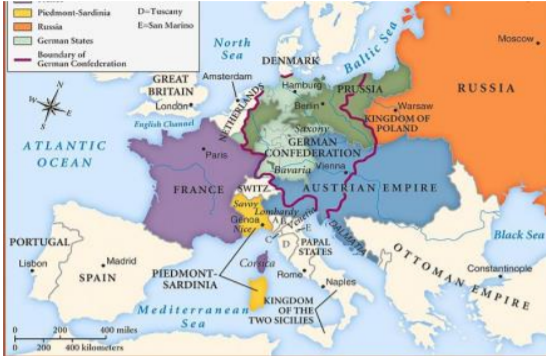 Piedmont-Sardinia
D=Tuscany
Russia
E=San Marino
German States
Boundary of
German Confederation
North
Sea
Baltic Sea
Moscow
DENMARK
GREAT
BRITAIN
London
Amsterdam
NETHERLANDS
Hamburg
PRUSSIA
Berlin
RUSSIA
Warsaw
KINGDOM OF
POLAND
English Channel
ATLANTIC
OCEAN
Paris
Saxony
GERMAN
CONFEDERATION
Bavaria
Vienna
FRANCE
SWITZ.
AUSTRIAN EMPIRE
Savoy
Lombardy
Venetia
Genoa
Nice
A
B
C
D
E
DALMATIA
PORTUGAL
Lisbon
Madrid
SPAIN
Corsica
PAPAL
STATES
Rome
PIEDMONT-
SARDINIA
Naples
KINGDOM
OF THE
TWO SICILIES
Black Sea
Constantinople
OTTOMAN EMPIRE
Mediterranean
Sea
0 200 400 miles
0 200 400 kilometers
N
E
S
W